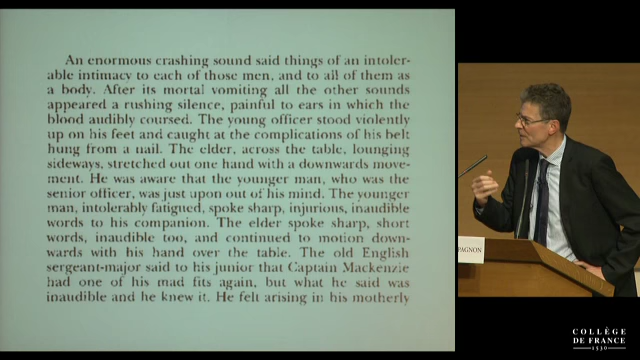 An enormous crashing sound said things of an intoler-
able intimacy to each of those men, and to all of them as
a body. After its mortal vomiting all the other sounds
appeared a rushing silence, painful to ears in which the
blood audibly coursed. The young officer stood violently
up on his feet and caught at the complications of his belt
hung from a nail. The elder, across the table, lounging
sideways, stretched out one hand with a downwards move-
ment. He was aware that the younger man, who was the
senior officer, was just upon out of his mind. The younger
man, intolerably fatigued, spoke sharp, injurious, inaudible
words to his companion. The elder spoke sharp, short
words, inaudible too, and continued to motion down-
wards with his hand over the table. The old English
sergeant-major said to his junior that Captain Mackenzie
had one of his mad fits again, but what he said was
inaudible and he knew it. He felt arising in his motherly
PAGNON
COLLÈGE
DE FRANCE
1530